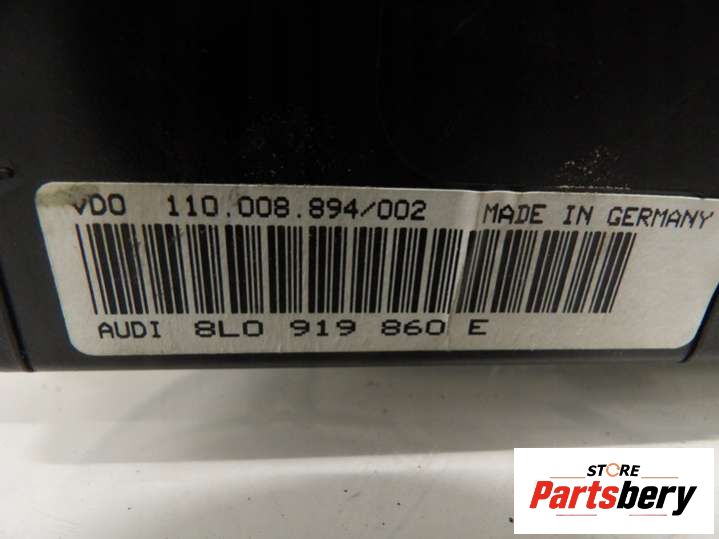 VDO 110.008.894/002 MADE IN GERMANY
AUDI 8L0 919 860 E
STORE
Partsbery